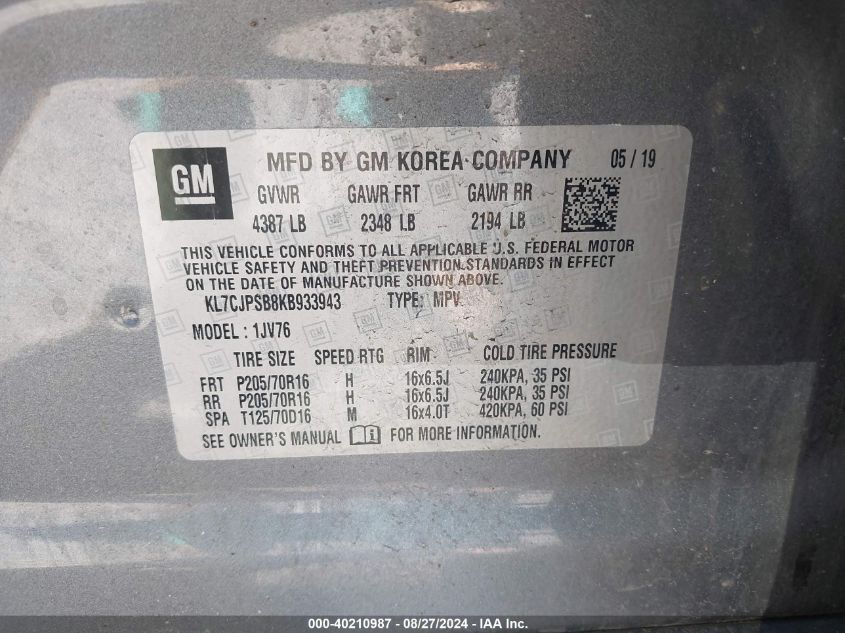 GM MFD BY GM KOREA COMPANY 05 / 19
GVWR GAWR FRT GAWR RR
4387 LB 2348 LB 2194 LB
THIS VEHICLE CONFORMS TO ALL APPLICABLE U.S. FEDERAL MOTOR
VEHICLE SAFETY AND THEFT PREVENTION STANDARDS IN EFFECT
ON THE DATE OF MANUFACTURE SHOWN ABOVE.
KL7CJPSB8KB933943 TYPE: MPV
MODEL : 1JV76
TIRE SIZE SPEED RTG RIM COLD TIRE PRESSURE
FRT P205/70R16 H 16x6.5J 240KPA, 35 PSI
RR P205/70R16 H 16x6.5J 240KPA, 35 PSI
SPA T125/70D16 M 16x4.0T 420KPA, 60 PSI
SEE OWNER'S MANUAL FOR MORE INFORMATION.
000-40210987 - 08/27/2024 - IAA Inc.